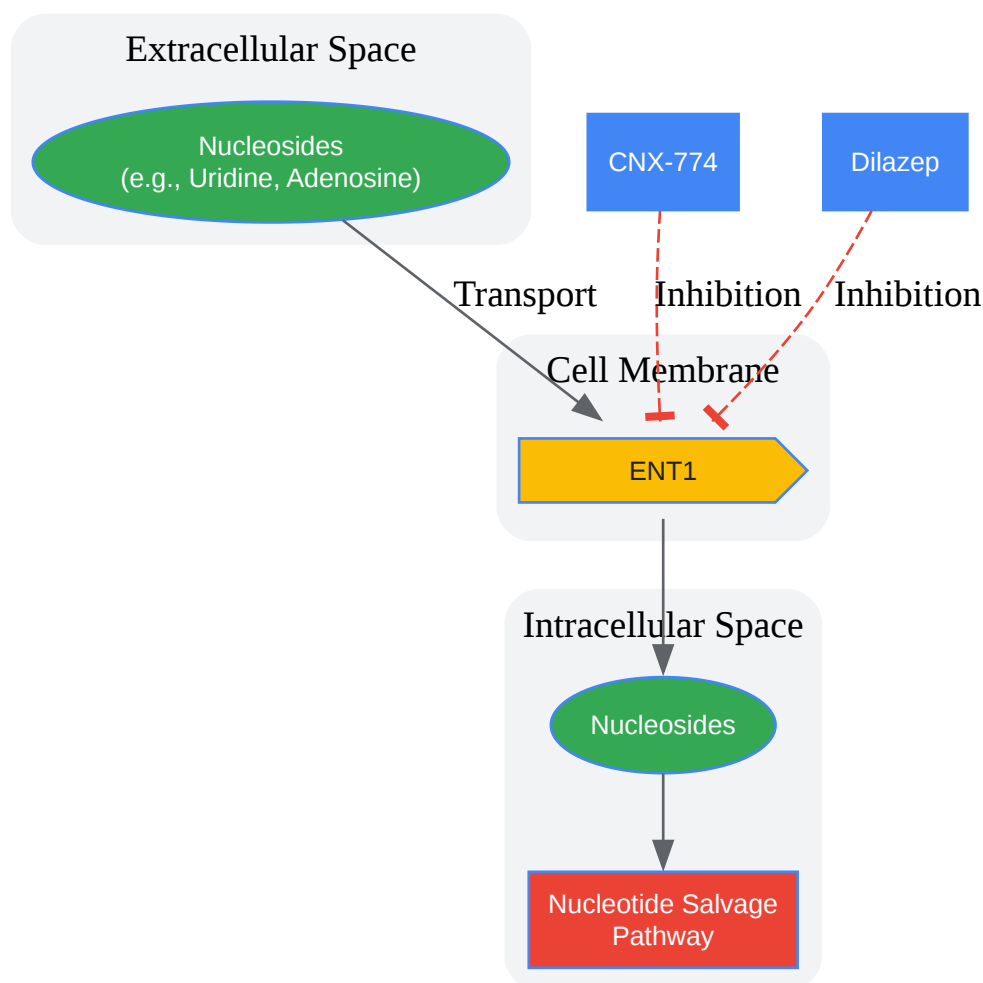 Extracellular Space
Nucleosides
(e.g., Uridine, Adenosine)
CNX-774
Dilazep
Transport
Inhibition
Inhibition
Cell Membrane
ENT1
Intracellular Space
Nucleosides
Nucleotide Salvage
Pathway